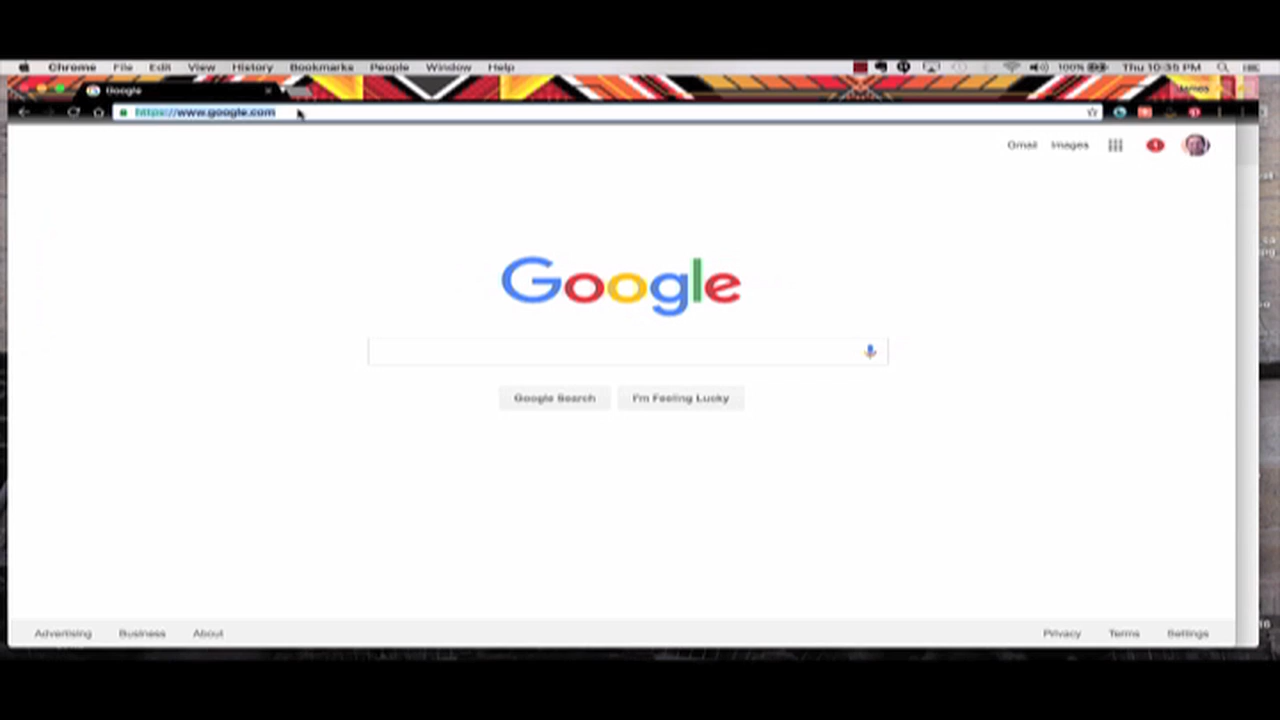 Chrome File Edit View History Bookmarks People Window Help 100% Thu 10:35 PM
Google
James
https://www.google.com
Gmail Images
Google
Google Search I'm Feeling Lucky
Advertising Business About Privacy Terms Settings